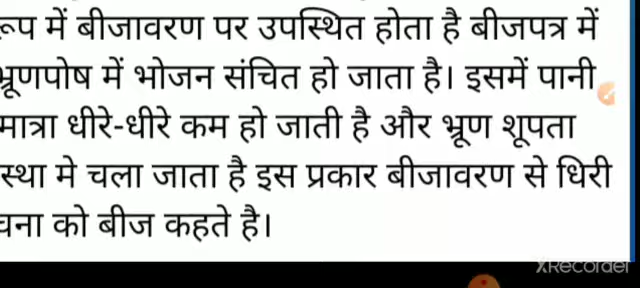 रूप में बीजावरण पर उपस्थित होता है बीजपत्र में
भ्रूणपोष में भोजन संचित हो जाता है। इसमें पानी
मात्रा धीरे-धीरे कम हो जाती है और भ्रूण शूपता
स्था मे चला जाता है इस प्रकार बीजावरण से धिरी
चना को बीज कहते है।
XRecorder